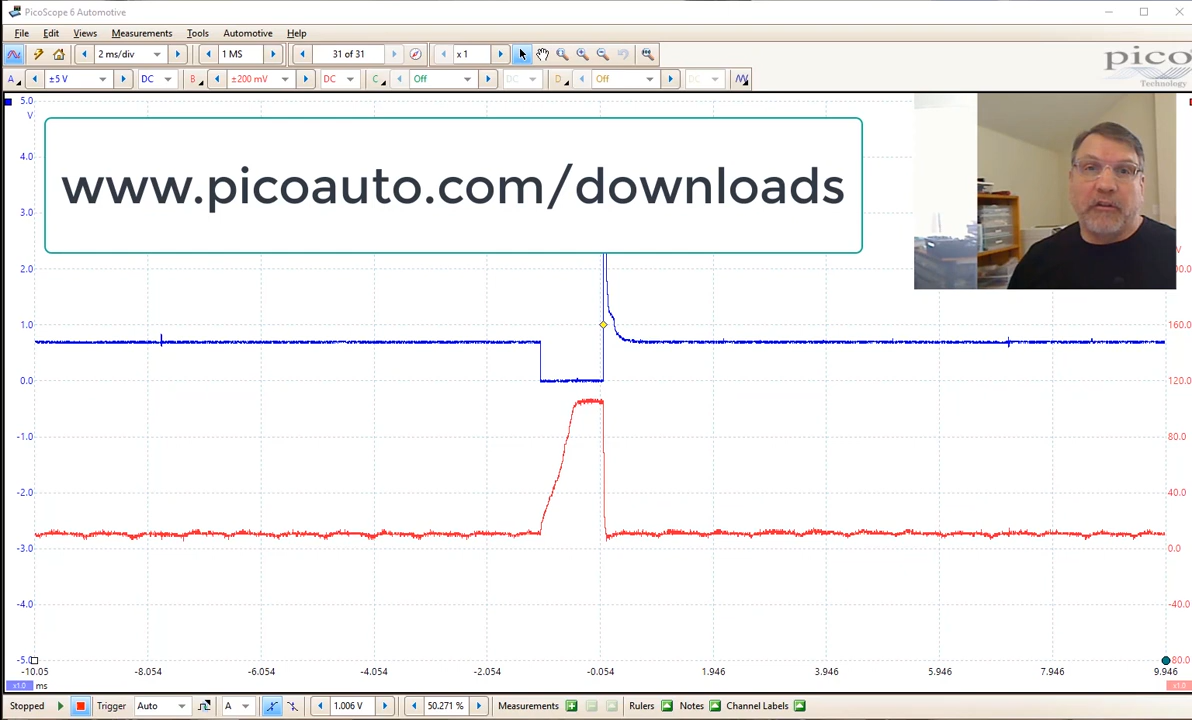 PicoScope 6 Automotive
File Edit Views Measurements Tools Automotive Help
2 ms/div 1 MS 31 of 31 x 1
pico
Technology
A ±5 V DC B ±200 mV DC C Off DC D Off DC
5.0
V
4.0
3.0
2.0
1.0
0.0
-1.0
-2.0
-3.0
-4.0
-5.0
www.picoauto.com/downloads
V
160.0
120.0
80.0
40.0
0.0
-40.0
-10.05 -8.054 -6.054 -4.054 -2.054 -0.054 1.946 3.946 5.946 7.946 9.946
x1.0 ms x1.0
Stopped Trigger Auto A 1.006 V 50.271 % Measurements Rulers Notes Channel Labels